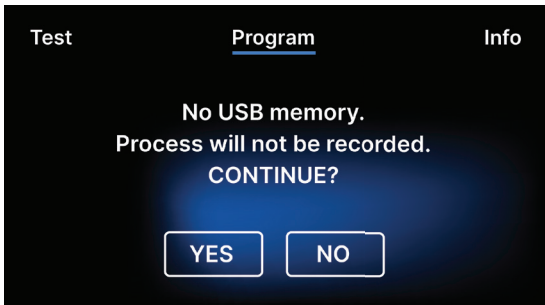 Test Program Info
No USB memory.
Process will not be recorded.
CONTINUE?
YES NO